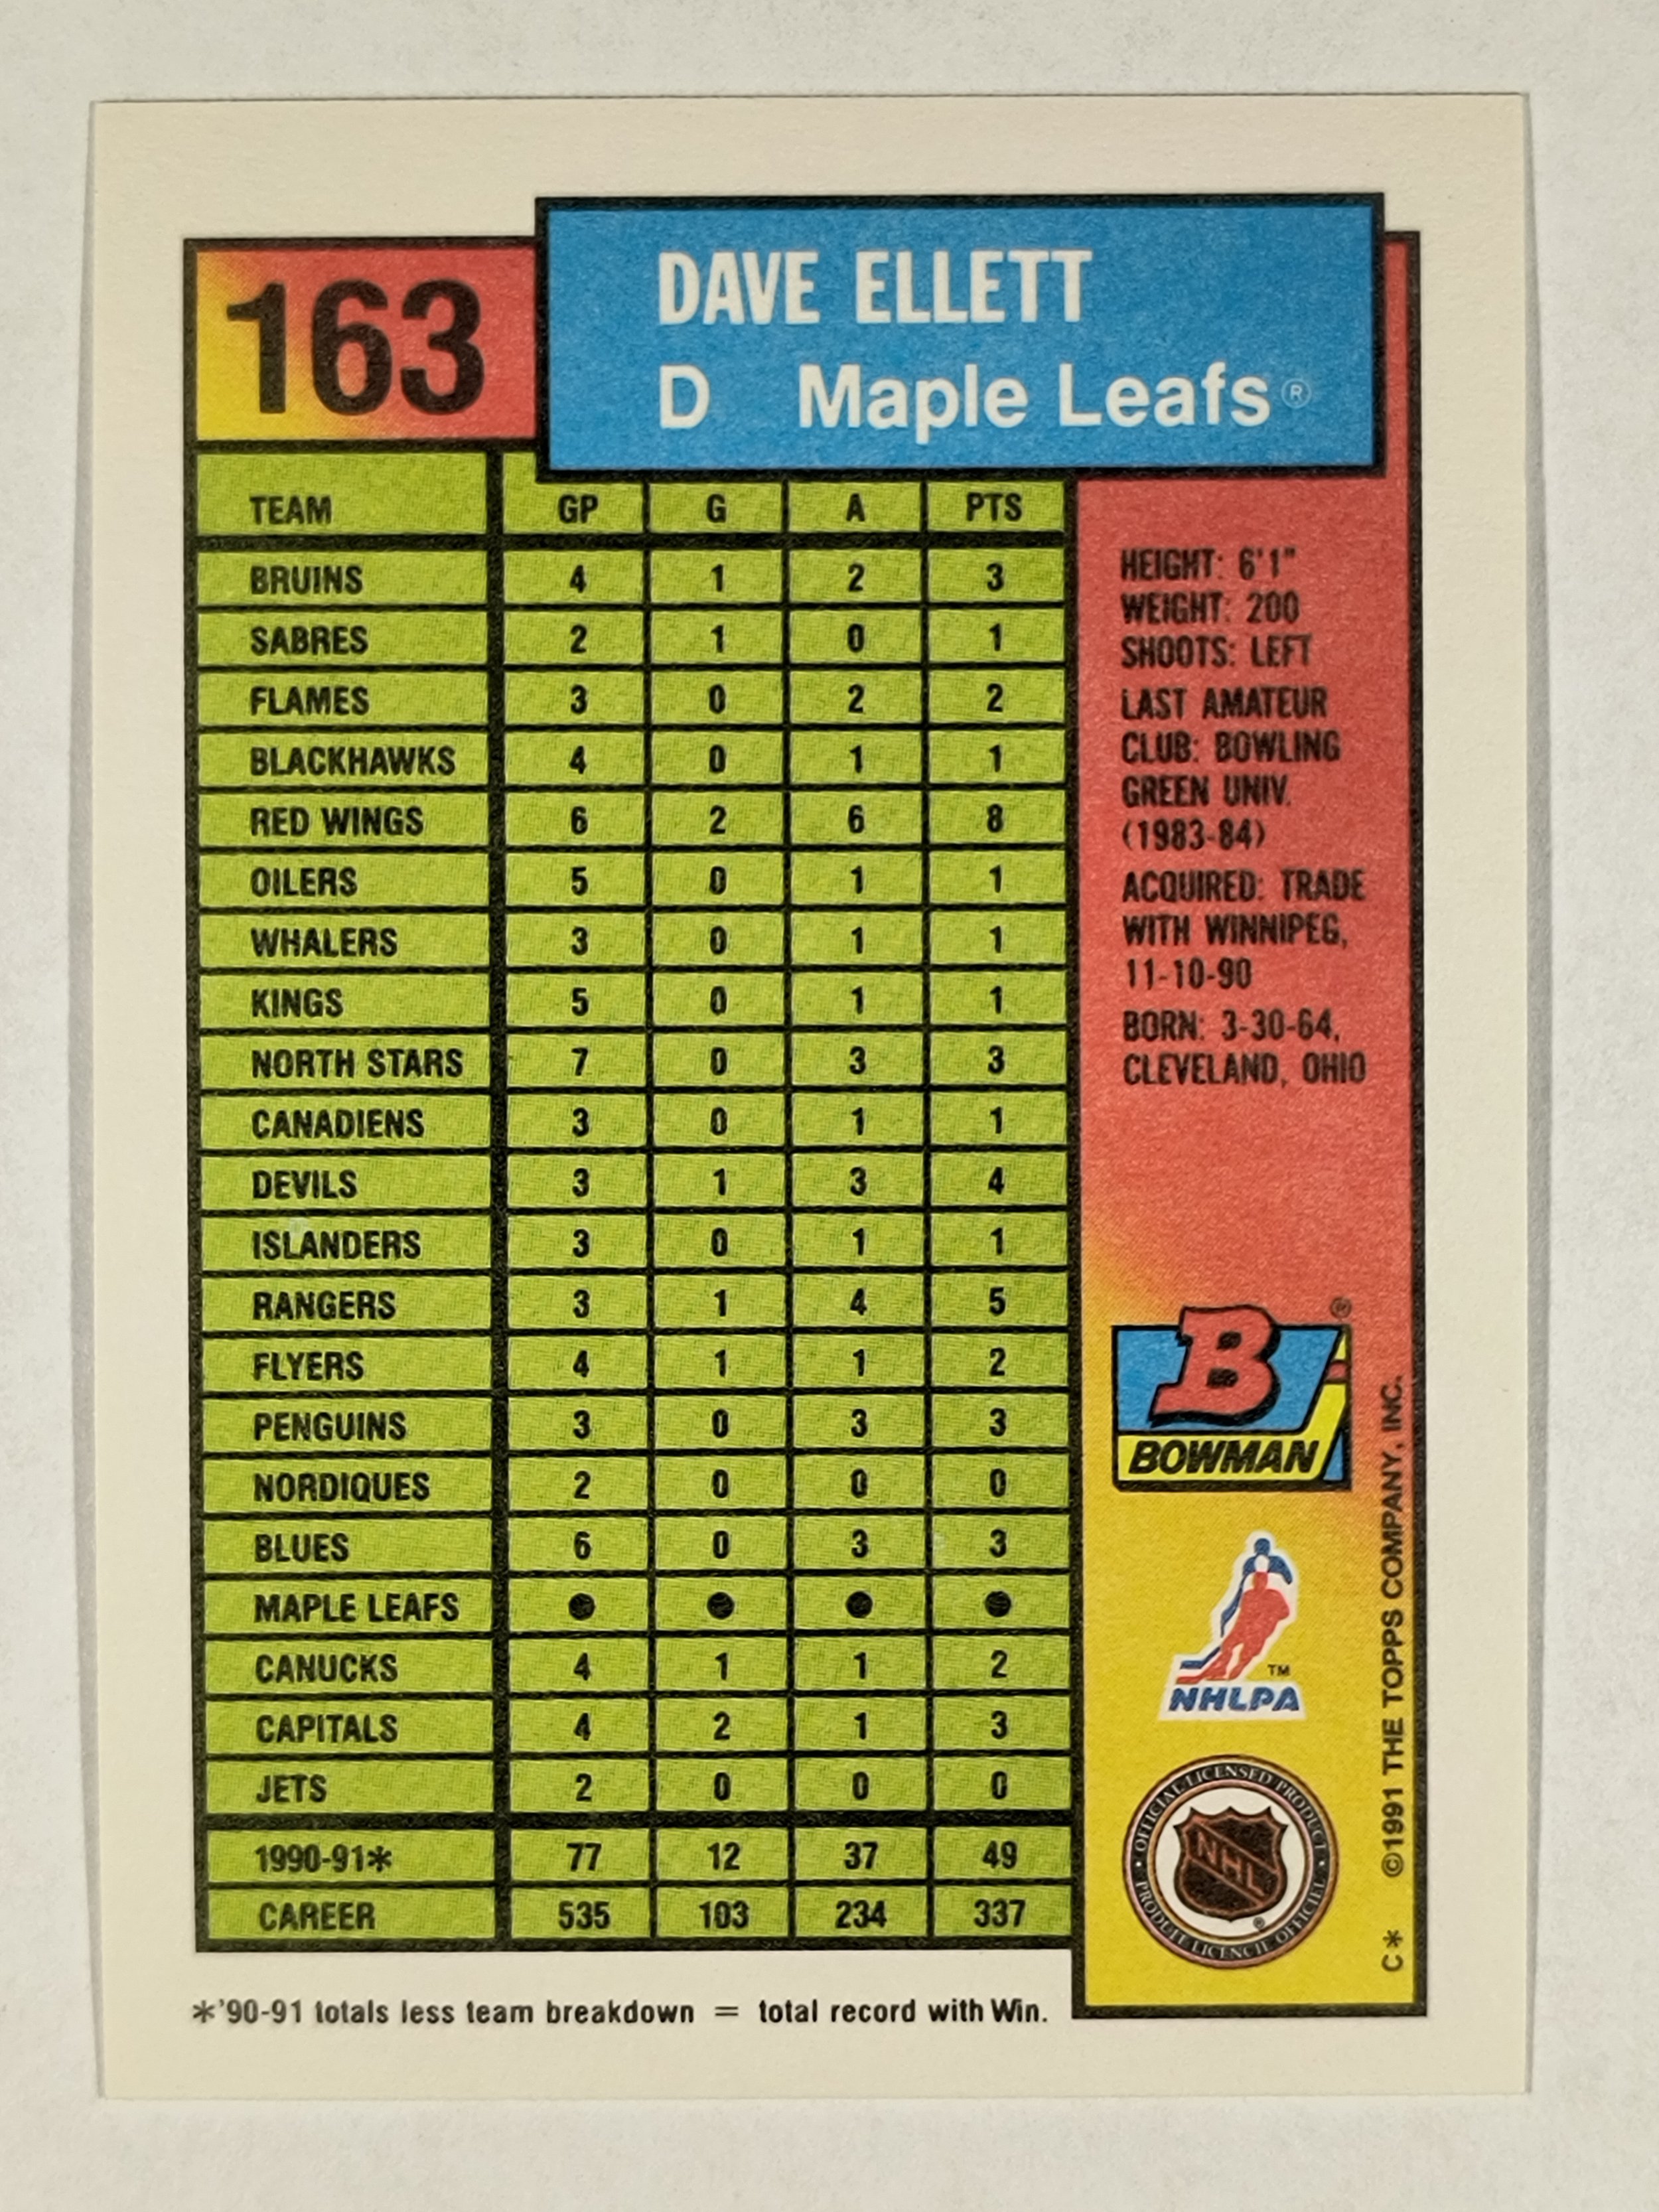 163
DAVE ELLETT
D Maple Leafs®
TEAM GP G A PTS
BRUINS 4 1 2 3
SABRES 2 1 0 1
FLAMES 3 0 2 2
BLACKHAWKS 4 0 1 1
RED WINGS 6 2 6 8
OILERS 5 0 1 1
WHALERS 3 0 1 1
KINGS 5 0 1 1
NORTH STARS 7 0 3 3
CANADIENS 3 0 1 1
DEVILS 3 1 3 4
ISLANDERS 3 0 1 1
RANGERS 3 1 4 5
FLYERS 4 1 1 2
PENGUINS 3 0 3 3
NORDIQUES 2 0 0 0
BLUES 6 0 3 3
MAPLE LEAFS ● ● ● ●
CANUCKS 4 1 1 2
CAPITALS 4 2 1 3
JETS 2 0 0 0
1990-91* 77 12 37 49
CAREER 535 103 234 337
*'90-91 totals less team breakdown = total record with Win.
HEIGHT: 6'1"
WEIGHT: 200
SHOOTS: LEFT
LAST AMATEUR
CLUB: BOWLING
GREEN UNIV.
(1983-84)
ACQUIRED: TRADE
WITH WINNIPEG,
11-10-90
BORN: 3-30-64,
CLEVELAND, OHIO
B ®
BOWMAN
TM
NHLPA
OFFICIAL LICENSED PRODUCT
NHL ®
PRODUIT LICENCIE OFFICIEL
C* ©1991 THE TOPPS COMPANY, INC.